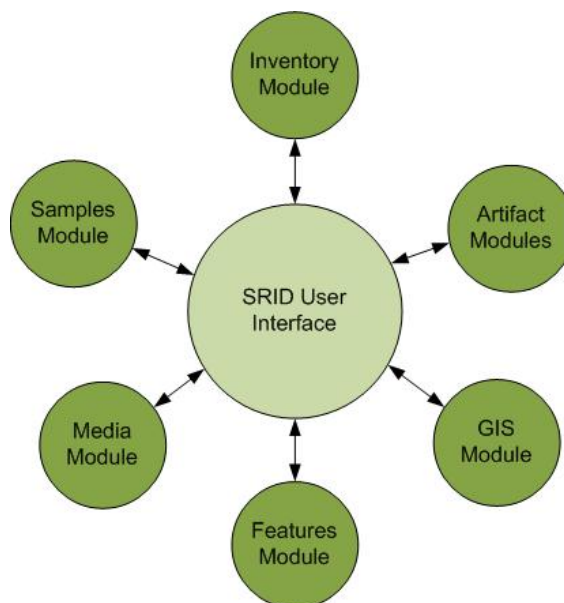 Inventory
Module
Samples
Module
Artifact
Modules
SRID User
Interface
Media
Module
GIS
Module
Features
Module